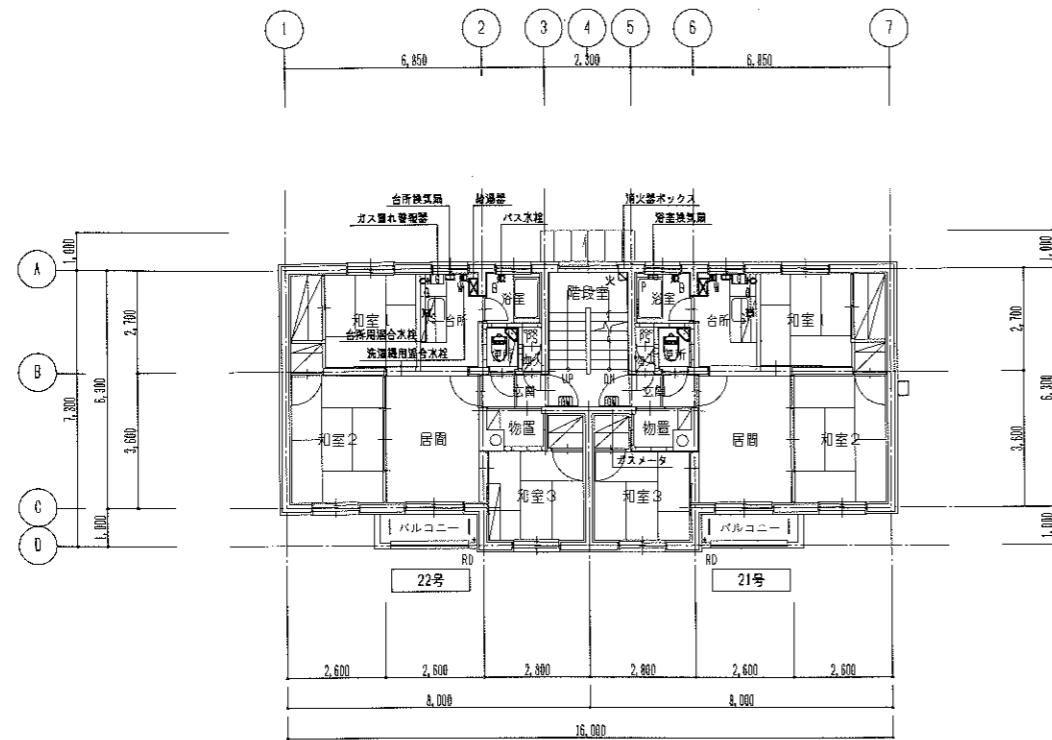 1 2 3 4 5 6 7
6,850 2,300 6,850
台所換気扇 給湯器 消火器ボックス
ガス漏れ警報器 バス水栓 浴室換気扇
1,000 1,000
A
浴室 階段室 火 浴室
和室1 台所 台所 和室1
台所用混合水栓 PS PS
2,700 2,700
洗濯機用混合水栓 便所 便所
B
UP DN
玄関 玄関
7,300 6,300 6,300
和室2 居間 物置 物置 居間 和室2
3,600 3,600
ガスメータ
和室3 和室3
C
バルコニー バルコニー
1,000 1,000
D
RD RD
22号 21号
2,600 2,600 2,800 2,800 2,600 2,600
8,000 8,000
16,000